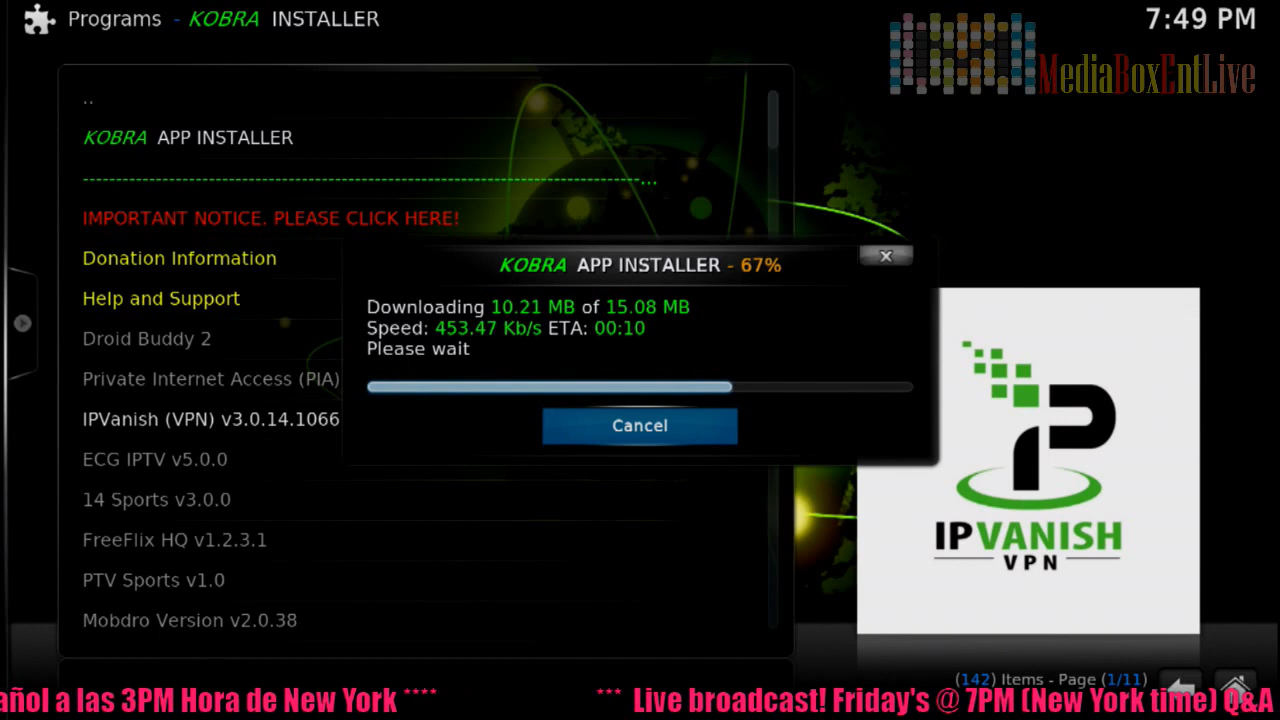 Programs - KOBRA INSTALLER
7:49 PM
MediaBoxEntLive
..
KOBRA APP INSTALLER
--------------------------------------------------------------------------------...
IMPORTANT NOTICE. PLEASE CLICK HERE!
Donation Information
Help and Support
Droid Buddy 2
Private Internet Access (PIA)
IPVanish (VPN) v3.0.14.1066
ECG IPTV v5.0.0
14 Sports v3.0.0
FreeFlix HQ v1.2.3.1
PTV Sports v1.0
Mobdro Version v2.0.38
KOBRA APP INSTALLER - 67%
Downloading 10.21 MB of 15.08 MB
Speed: 453.47 Kb/s ETA: 00:10
Please wait
Cancel
IPVANISH
VPN
(142) Items - Page (1/11)
añol a las 3PM Hora de New York **** *** Live broadcast! Friday's @ 7PM (New York time) Q&A